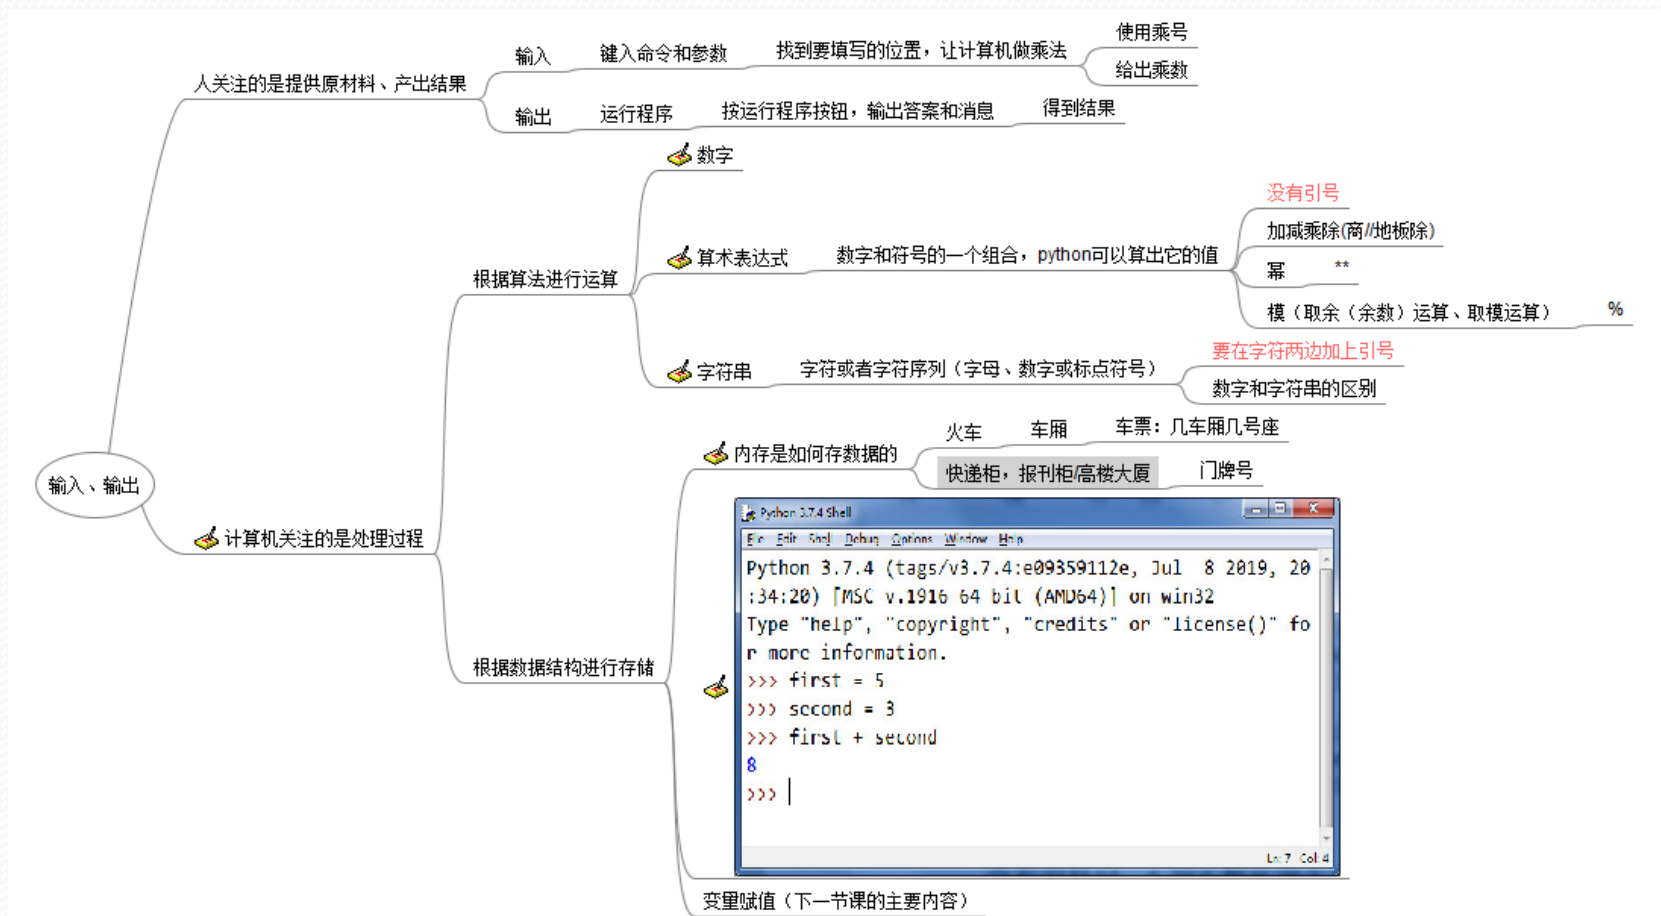 使用乘号
输入 键入命令和参数 找到要填写的位置，让计算机做乘法
给出乘数
人关注的是提供原材料、产出结果
输出 运行程序 按运行程序按钮，输出答案和消息 得到结果
数字
没有引号
加减乘除(商//地板除)
算术表达式 数字和符号的一个组合，python可以算出它的值
幂 **
根据算法进行运算
模（取余（余数）运算、取模运算） %
要在字符两边加上引号
字符串 字符或者字符序列（字母、数字或标点符号）
数字和字符串的区别
火车 车厢 车票：几车厢几号座
内存是如何存数据的
快递柜，报刊柜/高楼大厦 门牌号
输入、输出
计算机关注的是处理过程
Python 3.7.4 Shell
File Edit Shell Debug Options Window Help
Python 3.7.4 (tags/v3.7.4:e09359112e, Jul 8 2019, 20
:34:20) [MSC v.1916 64 bit (AMD64)] on win32
Type "help", "copyright", "credits" or "license()" fo
r more information.
根据数据结构进行存储
>>> first = 5
>>> second = 3
>>> first + second
8
>>>
Ln: 7 Col: 4
变量赋值（下一节课的主要内容）